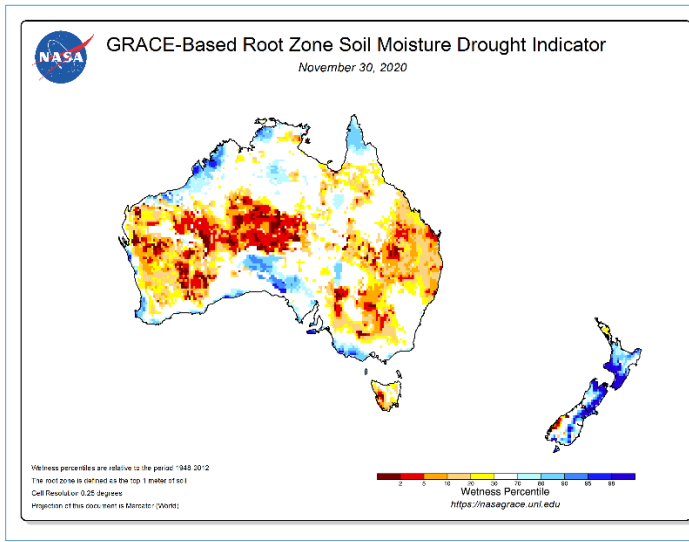 NASA
GRACE-Based Root Zone Soil Moisture Drought Indicator
November 30, 2020
Wetness percentiles are relative to the period 1948-2012
The root zone is defined as the top 1 meter of soil
Cell Resolution 0.25 degrees
Projection of this document is Mercator (World)
2 5 10 20 30 70 80 90 95 98
Wetness Percentile
https://nasagrace.unl.edu